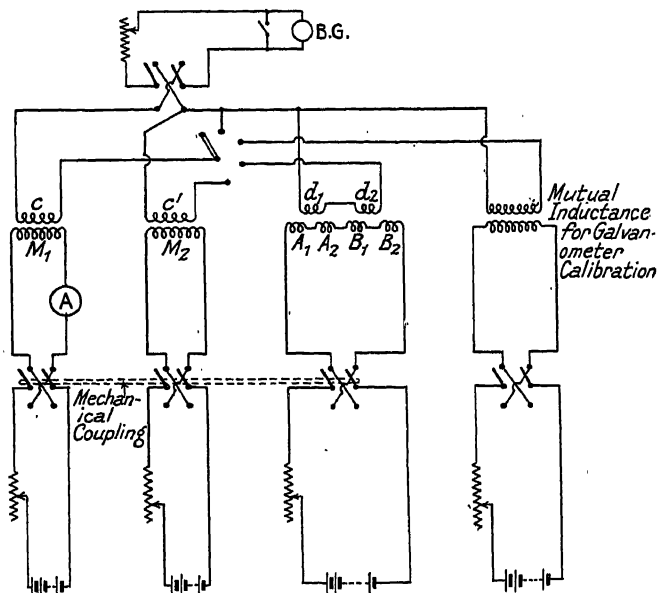 B.G.
c
c'
d1
d2
M1
M2
A1
A2
B1
B2
Mutual
Inductance
for Galvan-
ometer
Calibration
A
Mechan-
ical
Coupling